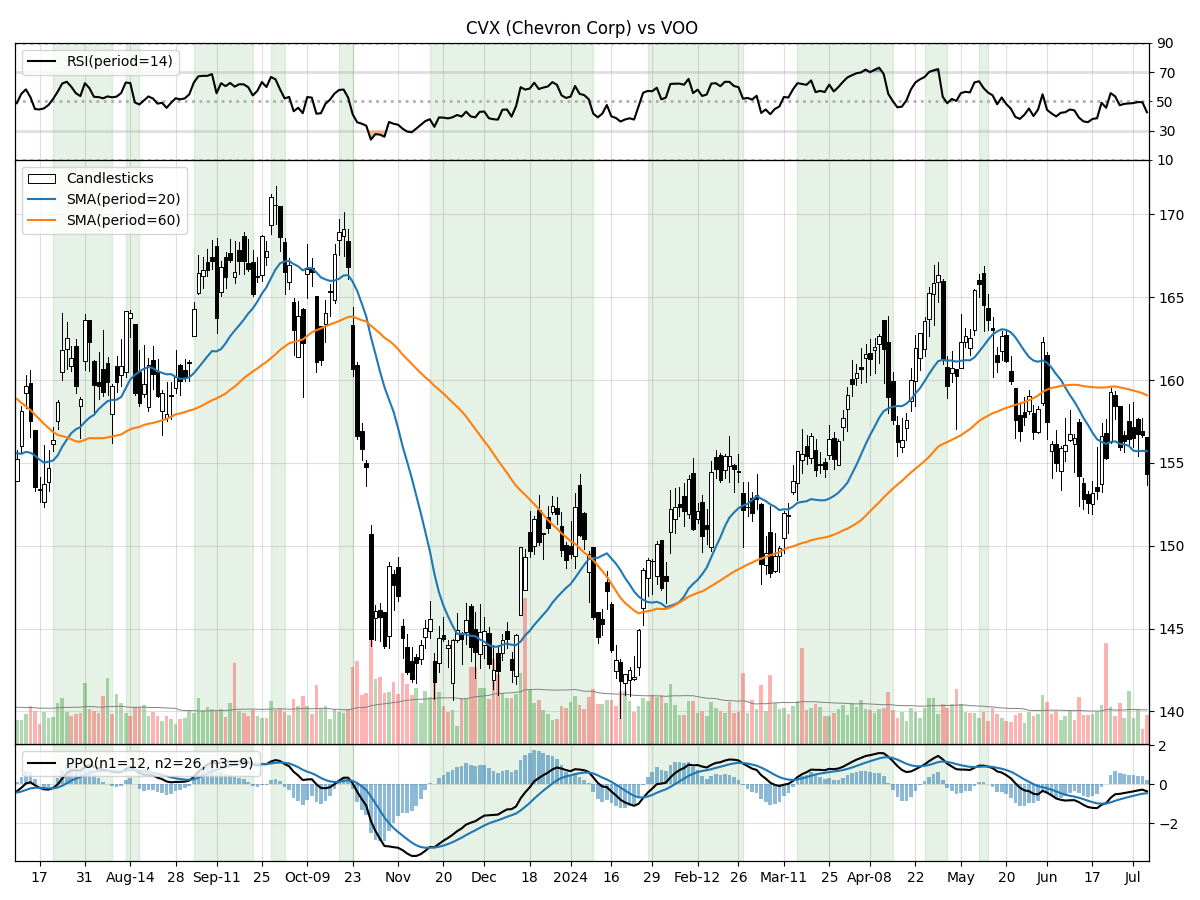 CVX (Chevron Corp) vs VOO
RSI(period=14)
90
70
50
30
10
Candlesticks
SMA(period=20)
SMA(period=60)
170
165
160
155
150
145
140
PPO(n1=12, n2=26, n3=9)
2
0
−2
17 31 Aug-14 28 Sep-11 25 Oct-09 23 Nov 20 Dec 18 2024 16 29 Feb-12 26 Mar-11 25 Apr-08 22 May 20 Jun 17 Jul